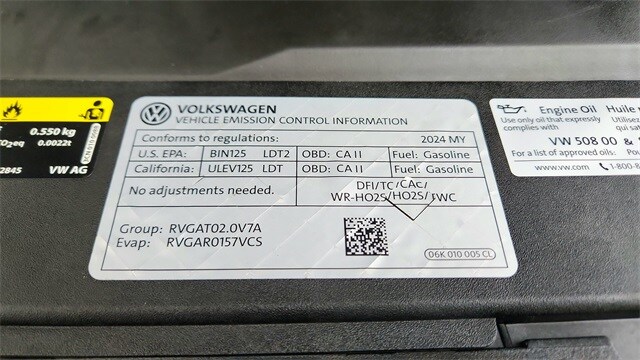 0.550 kg
0.0022t
2845 VW AG
VOLKSWAGEN
VEHICLE EMISSION CONTROL INFORMATION
Conforms to regulations: 2024 MY
U.S. EPA: BIN125 LDT2 OBD: CA II Fuel: Gasoline
California: ULEV125 LDT OBD: CA II Fuel: Gasoline
No adjustments needed.
DFI/TC/CAC/
WR-HO2S/HO2S/TWC
Group: RVGAT02.0V7A
Evap: RVGAR0157VCS
06K 010 005 CL
Engine Oil Huile
Use only oil that expressly
complies with
VW 508 00 &
For a list of approved oils:
vw.com 1-800-8